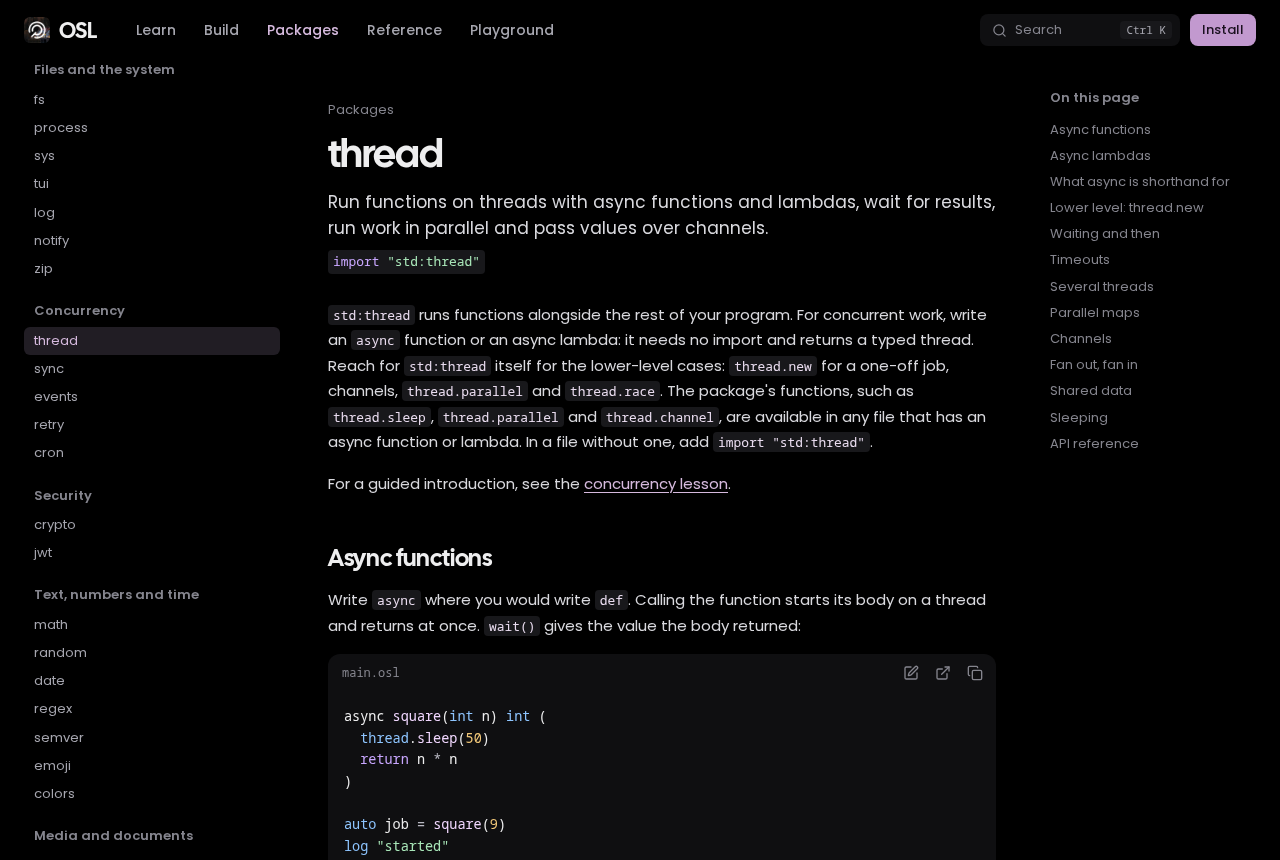 OSL
Learn
Build
Packages
Reference
Playground
Search
Ctrl K
Install
Files and the system
fs
process
sys
tui
log
notify
zip
Concurrency
thread
sync
events
retry
cron
Security
crypto
jwt
Text, numbers and time
math
random
date
regex
semver
emoji
colors
Media and documents
Packages
thread
Run functions on threads with async functions and lambdas, wait for results,
run work in parallel and pass values over channels.
import "std:thread"
std:thread runs functions alongside the rest of your program. For concurrent work, write
an async function or an async lambda: it needs no import and returns a typed thread.
Reach for std:thread itself for the lower-level cases: thread.new for a one-off job,
channels, thread.parallel and thread.race. The package's functions, such as
thread.sleep, thread.parallel and thread.channel, are available in any file that has an
async function or lambda. In a file without one, add import "std:thread".
For a guided introduction, see the concurrency lesson.
Async functions
Write async where you would write def. Calling the function starts its body on a thread
and returns at once. wait() gives the value the body returned:
main.osl
async square(int n) int (
  thread.sleep(50)
  return n * n
)
auto job = square(9)
log "started"
On this page
Async functions
Async lambdas
What async is shorthand for
Lower level: thread.new
Waiting and then
Timeouts
Several threads
Parallel maps
Channels
Fan out, fan in
Shared data
Sleeping
API reference